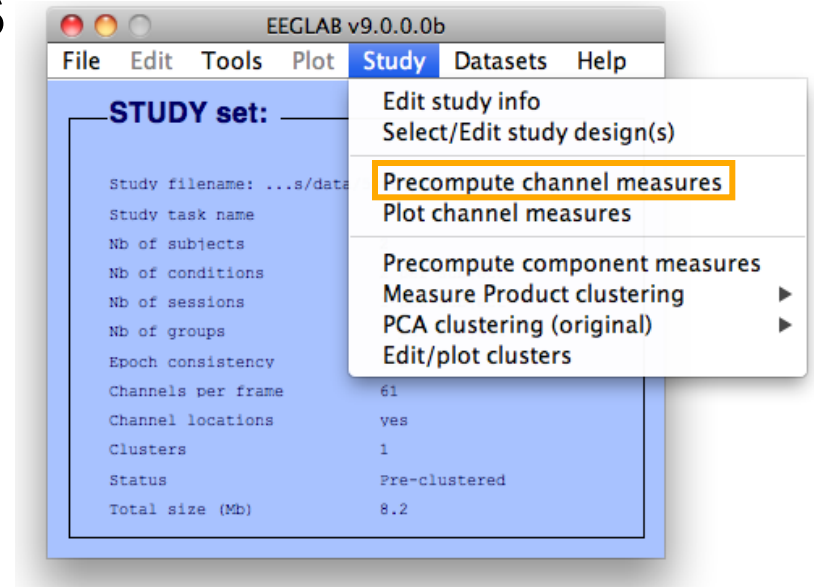 EEGLAB v9.0.0.0b
File Edit Tools Plot Study Datasets Help
Edit study info
Select/Edit study design(s)
Precompute channel measures
Plot channel measures
Precompute component measures
Measure Product clustering
PCA clustering (original)
Edit/plot clusters
STUDY set:
Study filename: ...s/data
Study task name
Nb of subjects
Nb of conditions
Nb of sessions
Nb of groups
Epoch consistency
Channels per frame 61
Channel locations yes
Clusters 1
Status Pre-clustered
Total size (Mb) 8.2